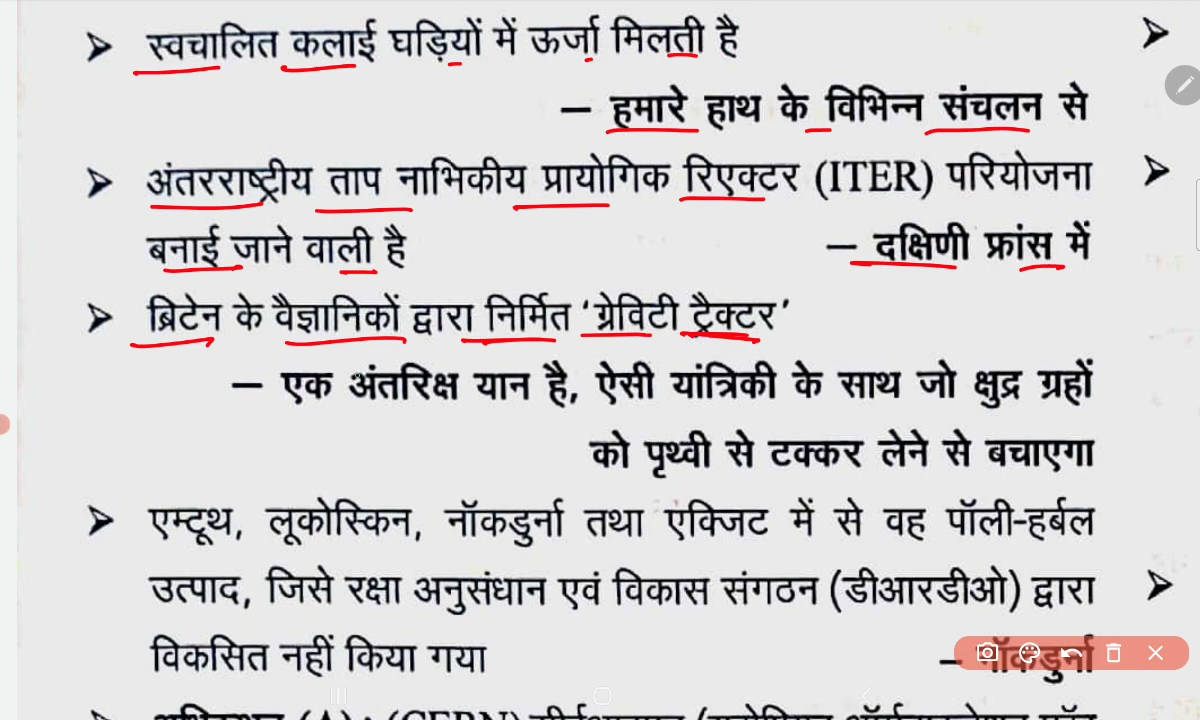 ➤ स्वचालित कलाई घड़ियों में ऊर्जा मिलती है
– हमारे हाथ के विभिन्न संचलन से
➤ अंतरराष्ट्रीय ताप नाभिकीय प्रायोगिक रिएक्टर (ITER) परियोजना
बनाई जाने वाली है – दक्षिणी फ्रांस में
➤ ब्रिटेन के वैज्ञानिकों द्वारा निर्मित ‘ग्रेविटी ट्रैक्टर’
– एक अंतरिक्ष यान है, ऐसी यांत्रिकी के साथ जो क्षुद्र ग्रहों
को पृथ्वी से टक्कर लेने से बचाएगा
➤ एम्टूथ, लूकोस्किन, नॉकडुर्ना तथा एक्जिट में से वह पॉली-हर्बल
उत्पाद, जिसे रक्षा अनुसंधान एवं विकास संगठन (डीआरडीओ) द्वारा
विकसित नहीं किया गया – नॉकडुर्ना